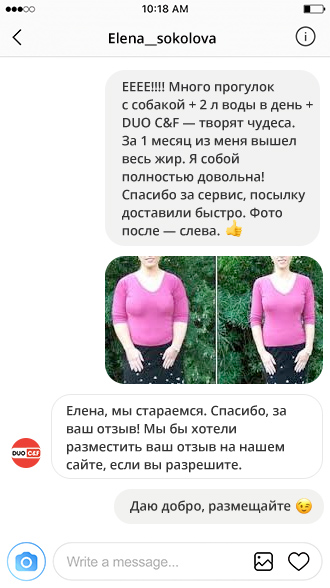 10:18 AM
Elena__sokolova
ЕЕЕЕ!!!! Много прогулок
с собакой + 2 л воды в день +
DUO C&F — творят чудеса.
За 1 месяц из меня вышел
весь жир. Я собой
полностью довольна!
Спасибо за сервис, посылку
доставили быстро. Фото
после — слева. 👍
Елена, мы стараемся. Спасибо, за
ваш отзыв! Мы бы хотели
разместить ваш отзыв на нашем
сайте, если вы разрешите.
DUO C&F
Даю добро, размещайте 😉
Write a message...